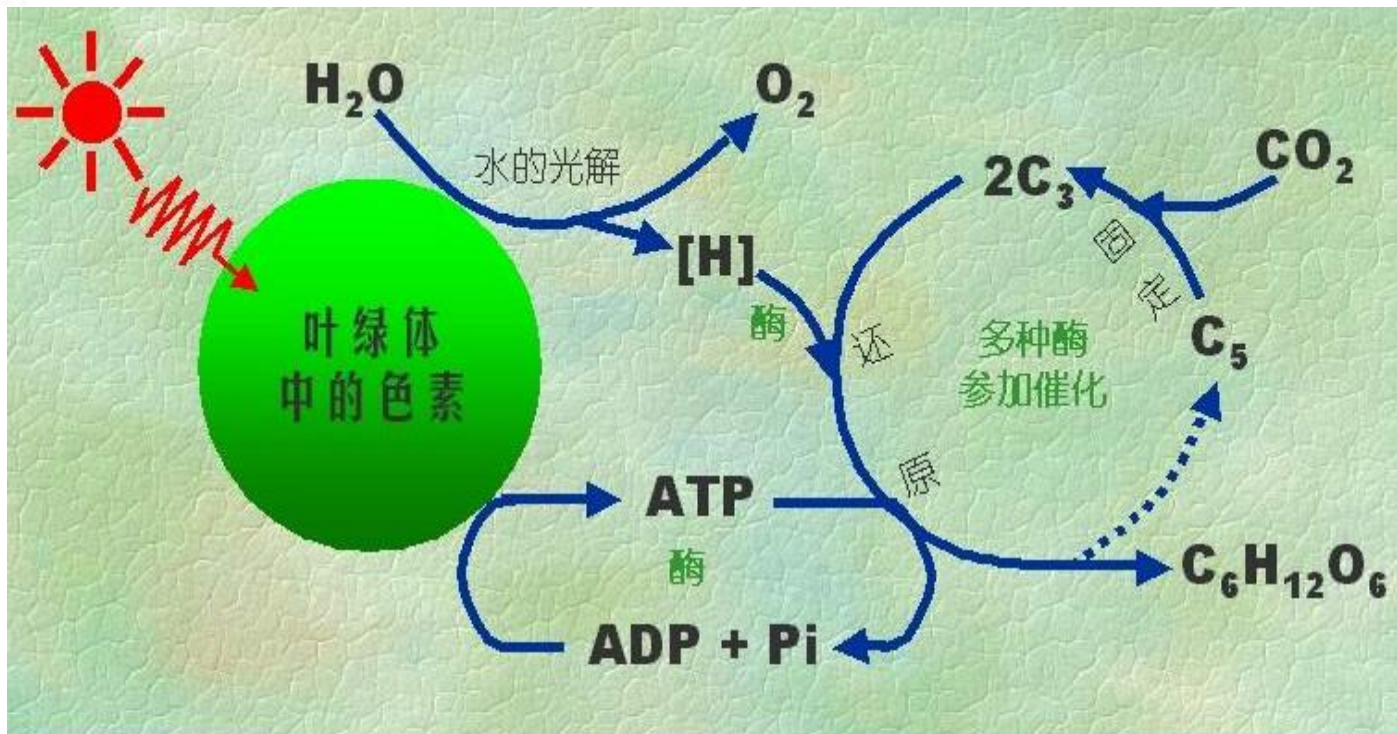 H₂O
O₂
水的光解
CO₂
2C₃
固定
[H]
酶
还原
多种酶
参加催化
C₅
叶绿体
中的色素
ATP
酶
C₆H₁₂O₆
ADP + Pi